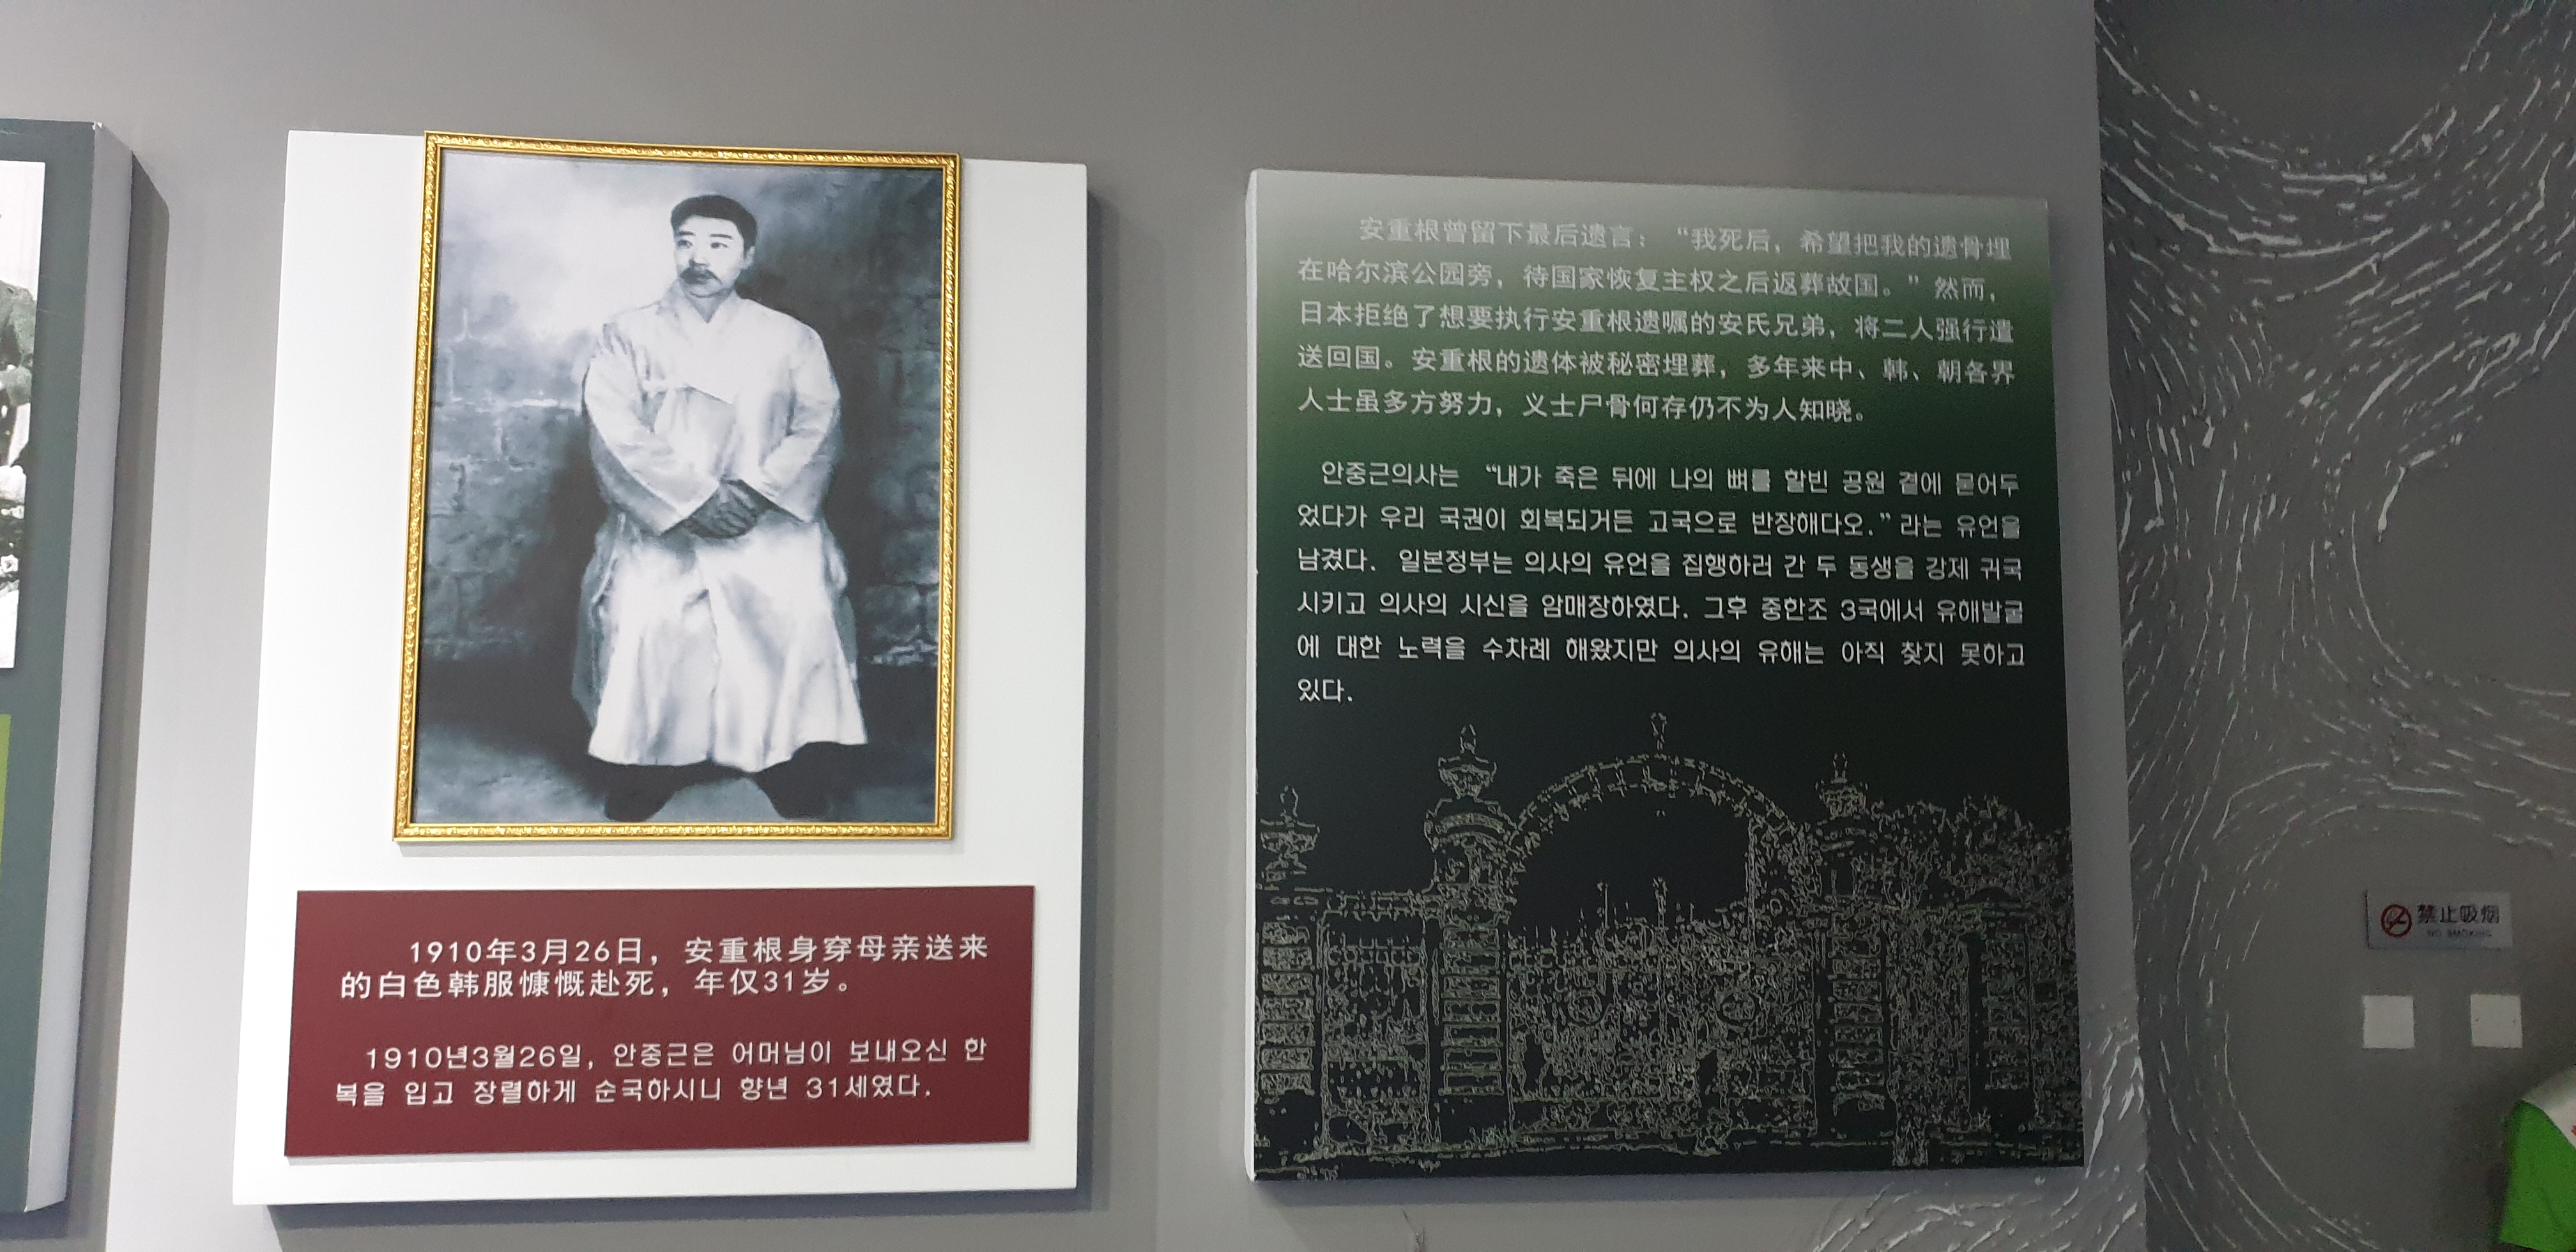 1910年3月26日，安重根身穿母亲送来
的白色韩服慷慨赴死，年仅31岁。
1910년3월26일, 안중근은 어머님이 보내오신 한
복을 입고 장렬하게 순국하시니 향년 31세였다.
安重根曾留下最后遗言：“我死后，希望把我的遗骨埋
在哈尔滨公园旁，待国家恢复主权之后返葬故国。”然而，
日本拒绝了想要执行安重根遗嘱的安氏兄弟，将二人强行遣
送回国。安重根的遗体被秘密埋葬，多年来中、韩、朝各界
人士虽多方努力，义士尸骨何存仍不为人知晓。
안중근의사는 “내가 죽은 뒤에 나의 뼈를 할빈 공원 곁에 묻어두
었다가 우리 국권이 회복되거든 고국으로 반장해다오.”라는 유언을
남겼다. 일본정부는 의사의 유언을 집행하러 간 두 동생을 강제 귀국
시키고 의사의 시신을 암매장하였다. 그후 중한조 3국에서 유해발굴
에 대한 노력을 수차례 해왔지만 의사의 유해는 아직 찾지 못하고
있다.
禁止吸烟
NO SMOKING